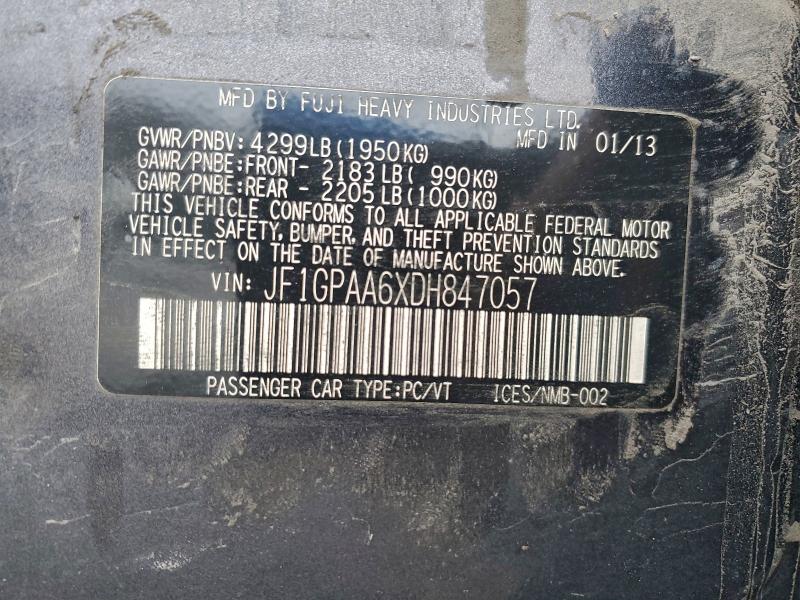 MFD BY FUJI HEAVY INDUSTRIES LTD.
GVWR/PNBV: 4299LB(1950KG) MFD IN 01/13
GAWR/PNBE:FRONT- 2183LB( 990KG)
GAWR/PNBE:REAR - 2205LB(1000KG)
THIS VEHICLE CONFORMS TO ALL APPLICABLE FEDERAL MOTOR
VEHICLE SAFETY, BUMPER, AND THEFT PREVENTION STANDARDS
IN EFFECT ON THE DATE OF MANUFACTURE SHOWN ABOVE.
VIN: JF1GPAA6XDH847057
PASSENGER CAR TYPE:PC/VT ICES/NMB-002